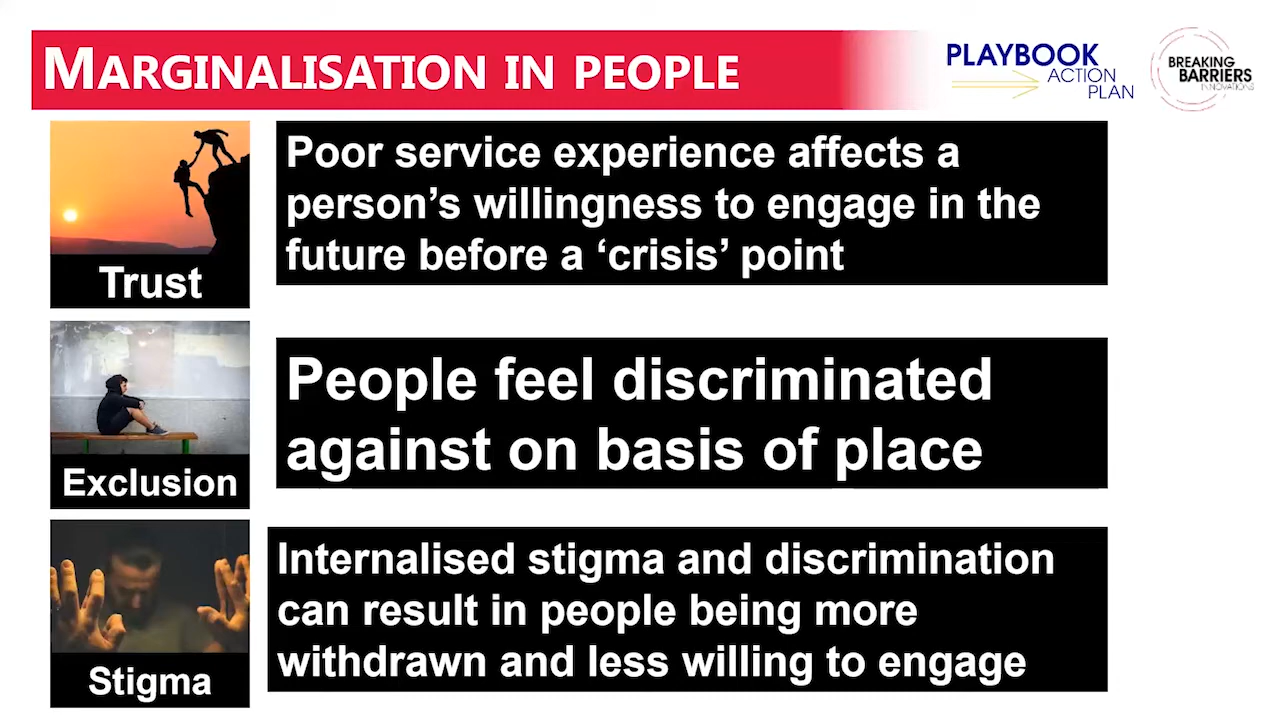 MARGINALISATION IN PEOPLE
PLAYBOOK
ACTION
PLAN
BREAKING
BARRIERS
INNOVATIONS
Trust
Poor service experience affects a
person’s willingness to engage in the
future before a ‘crisis’ point
Exclusion
People feel discriminated
against on basis of place
Stigma
Internalised stigma and discrimination
can result in people being more
withdrawn and less willing to engage